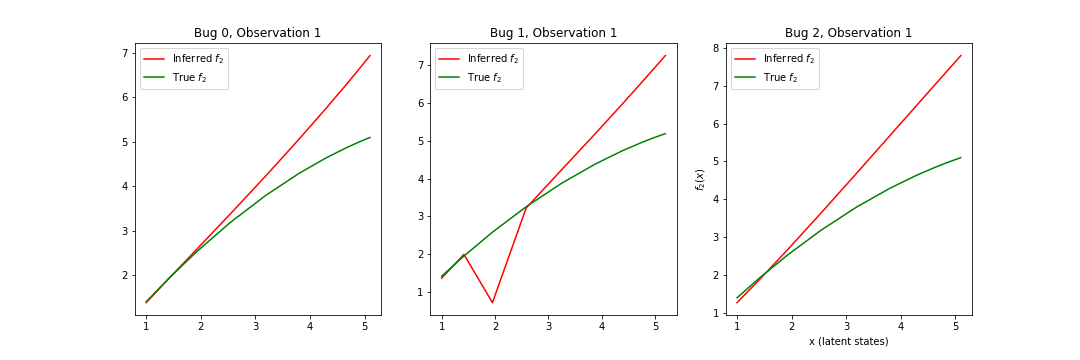 Bug 0, Observation 1
Inferred f₂
True f₂
7
6
5
4
3
2
1 2 3 4 5
Bug 1, Observation 1
Inferred f₂
True f₂
7
6
5
4
3
2
1
1 2 3 4 5
Bug 2, Observation 1
Inferred f₂
True f₂
f₂(x)
8
7
6
5
4
3
2
1
1 2 3 4 5
x (latent states)